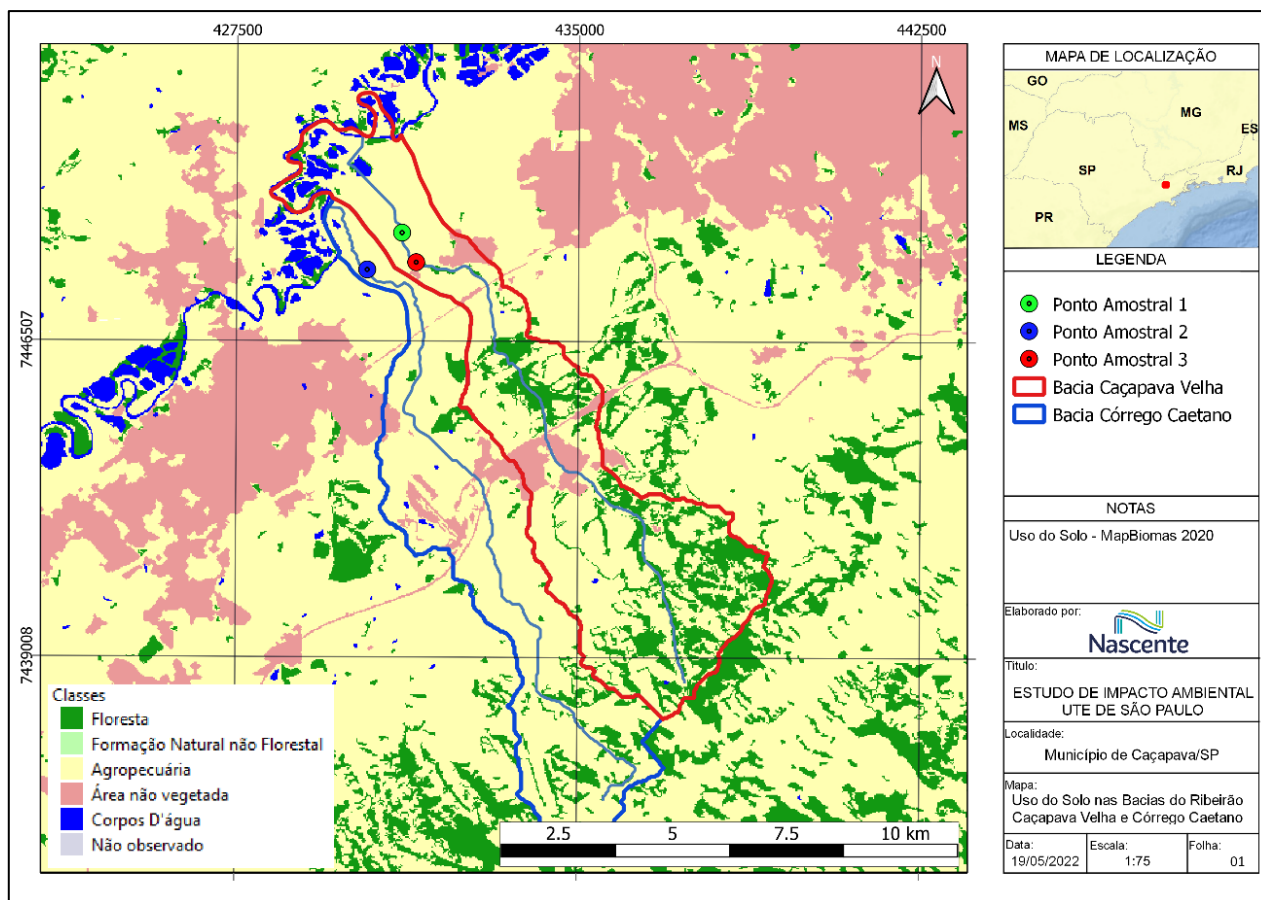 427500
435000
442500
7446507
7439008
N
Classes
Floresta
Formação Natural não Florestal
Agropecuária
Área não vegetada
Corpos D'água
Não observado
2.5
5
7.5
10 km
MAPA DE LOCALIZAÇÃO
GO
MG
MS
ES
SP
RJ
PR
LEGENDA
Ponto Amostral 1
Ponto Amostral 2
Ponto Amostral 3
Bacia Caçapava Velha
Bacia Córrego Caetano
NOTAS
Uso do Solo - MapBiomas 2020
Elaborado por:
Nascente
Titulo:
ESTUDO DE IMPACTO AMBIENTAL
UTE DE SÃO PAULO
Localidade:
Município de Caçapava/SP
Mapa:
Uso do Solo nas Bacias do Ribeirão
Caçapava Velha e Córrego Caetano
Data:
19/05/2022
Escala:
1:75
Folha:
01